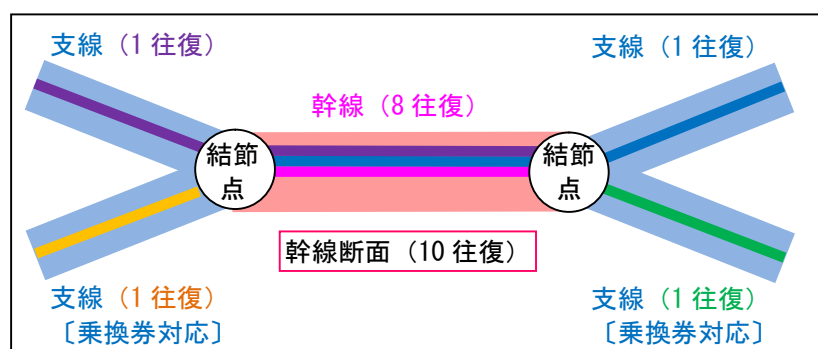 支線（1往復）
支線（1往復）
幹線（8往復）
結節
点
結節
点
幹線断面（10往復）
支線（1往復）
〔乗換券対応〕
支線（1往復）
〔乗換券対応〕